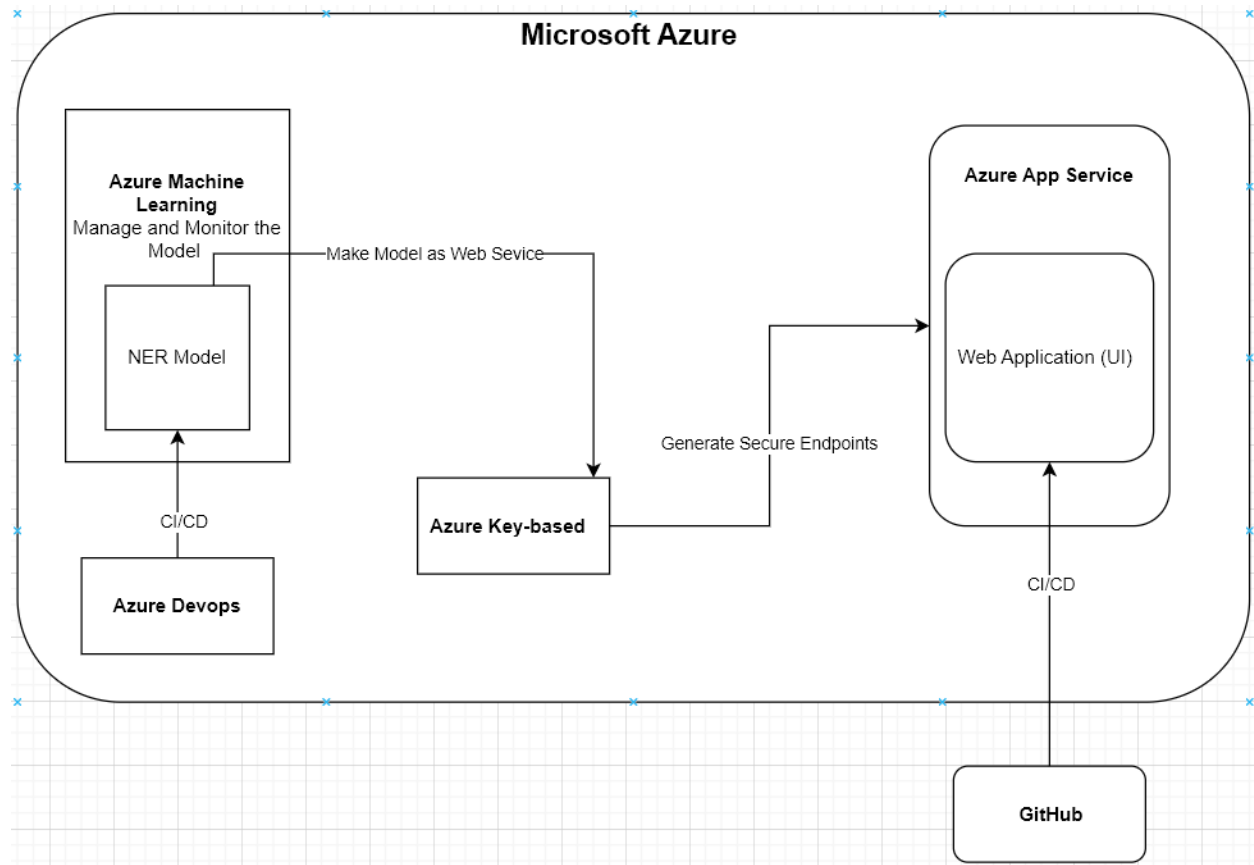 Microsoft Azure
Azure Machine
Learning
Manage and Monitor the
Model
NER Model
Make Model as Web Sevice
Azure App Service
Web Application (UI)
Generate Secure Endpoints
Azure Key-based
CI/CD
Azure Devops
CI/CD
GitHub